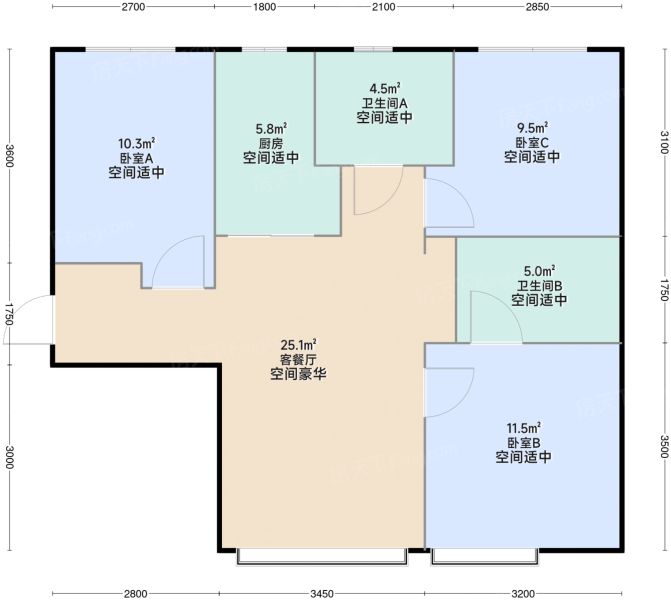 2700
1800
2100
2850
3600
1750
3000
3100
1750
3500
10.3㎡
卧室A
空间适中
5.8㎡
厨房
空间适中
4.5㎡
卫生间A
空间适中
9.5㎡
卧室C
空间适中
5.0㎡
卫生间B
空间适中
25.1㎡
客餐厅
空间豪华
11.5㎡
卧室B
空间适中
2800
3450
3200